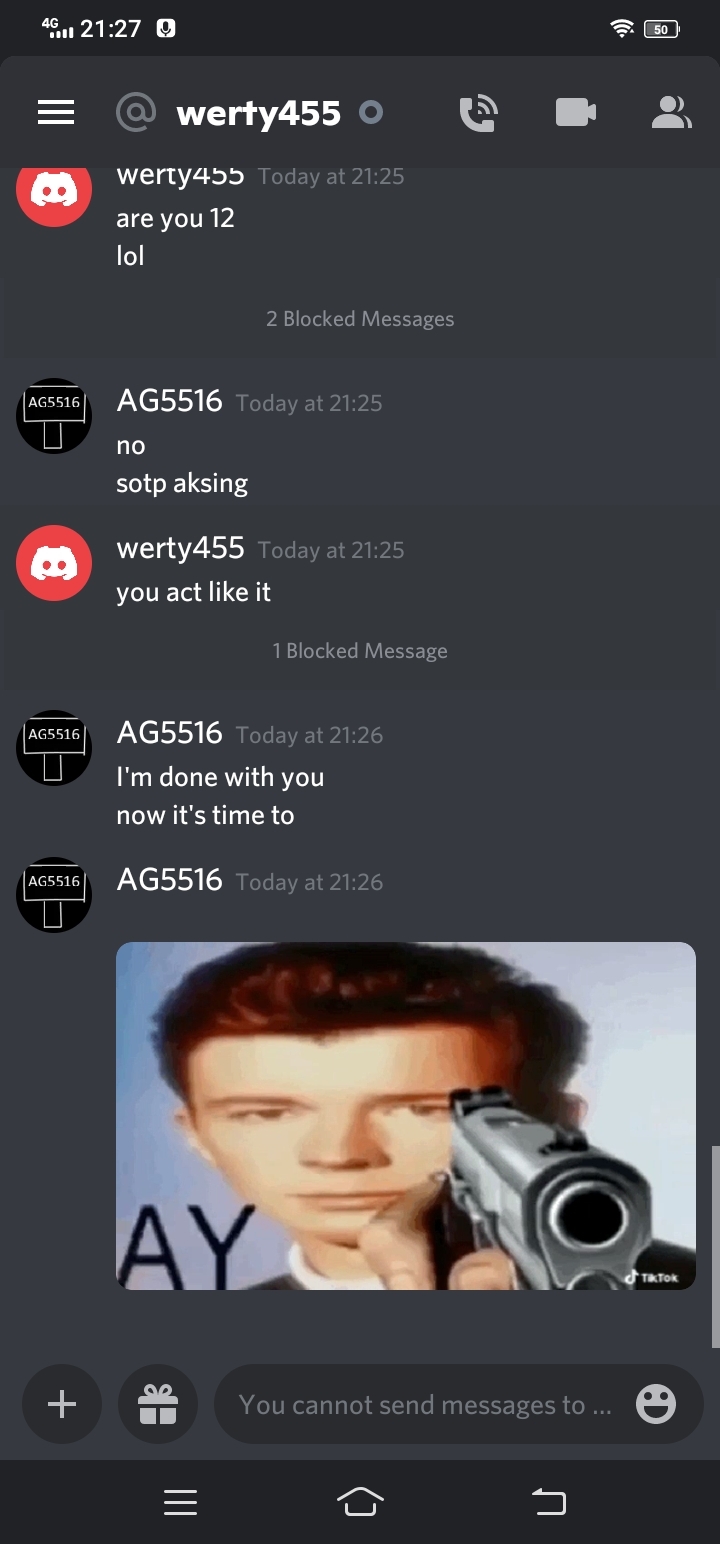 4G 21:27 50
werty455
werty455 Today at 21:25
are you 12
lol
2 Blocked Messages
AG5516
AG5516 Today at 21:25
no
sotp aksing
werty455 Today at 21:25
you act like it
1 Blocked Message
AG5516
AG5516 Today at 21:26
I'm done with you
now it's time to
AG5516
AG5516 Today at 21:26
AY
TikTok
You cannot send messages to ...